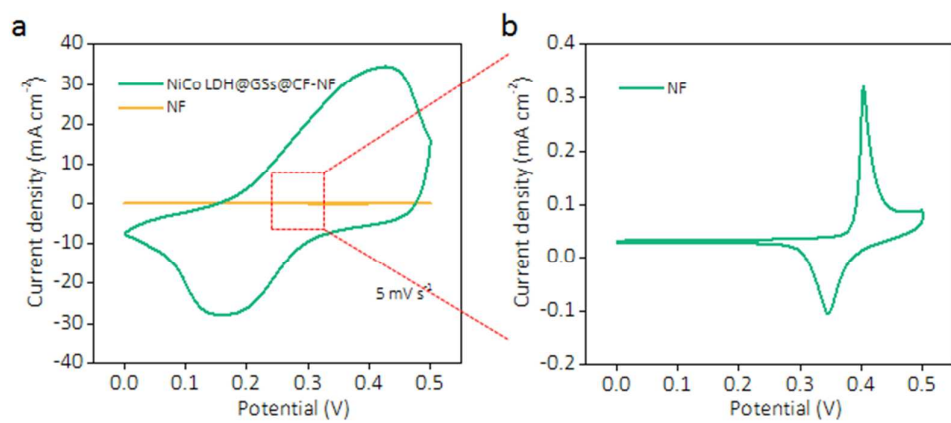 a
40
30
20
10
0
-10
-20
-30
-40
Current density (mA cm⁻²)
NiCo LDH@GSs@CF-NF
NF
5 mV s⁻¹
0.0 0.1 0.2 0.3 0.4 0.5
Potential (V)
b
0.4
0.3
0.2
0.1
0.0
-0.1
-0.2
Current density (mA cm⁻²)
NF
0.0 0.1 0.2 0.3 0.4 0.5
Potential (V)